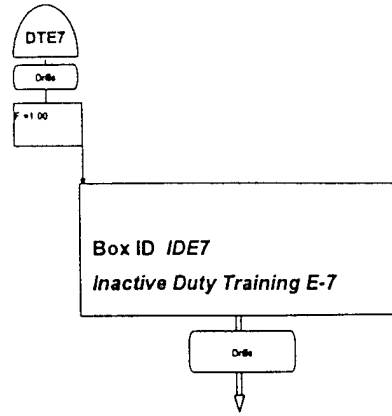 DTE7
Drills
F =1 00
Box ID IDE7
Inactive Duty Training E-7
Drills